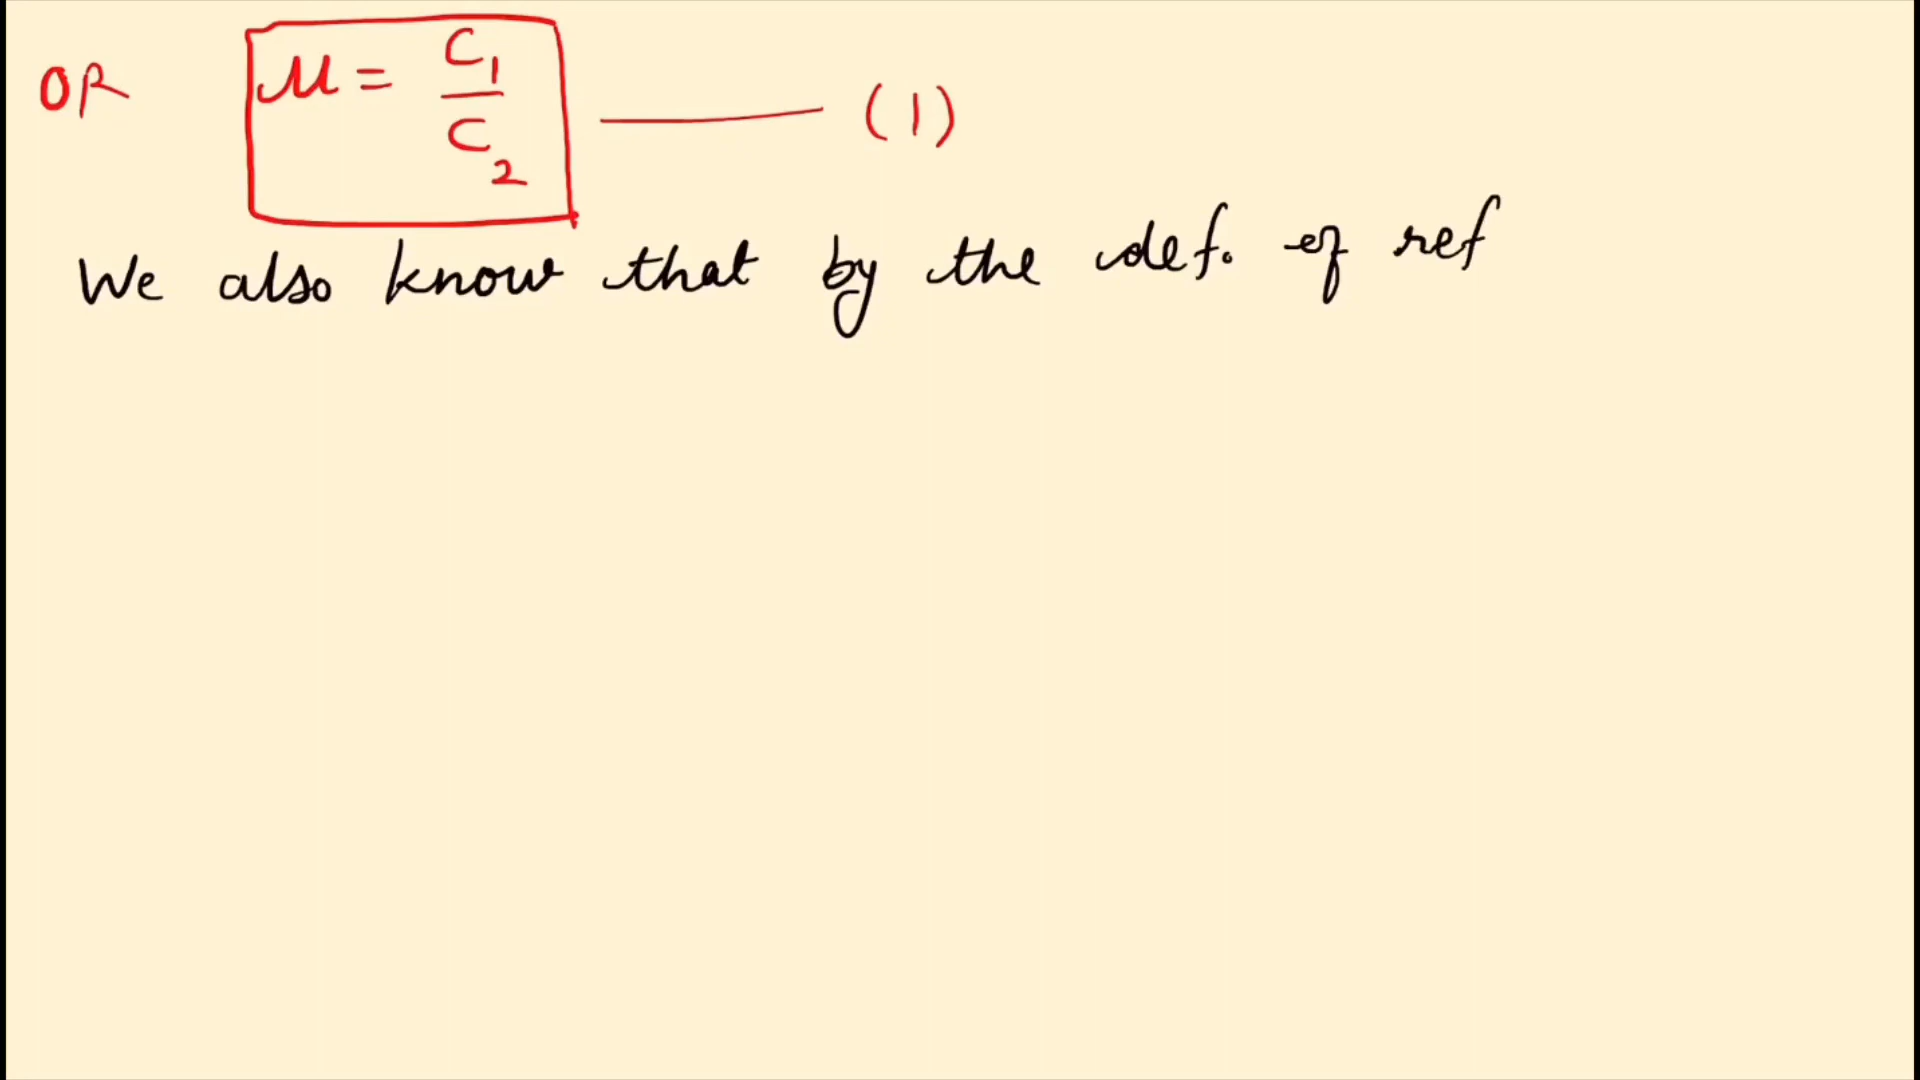 OR μ = C₁/C₂ ——— (1)
We also know that by the def. of ref